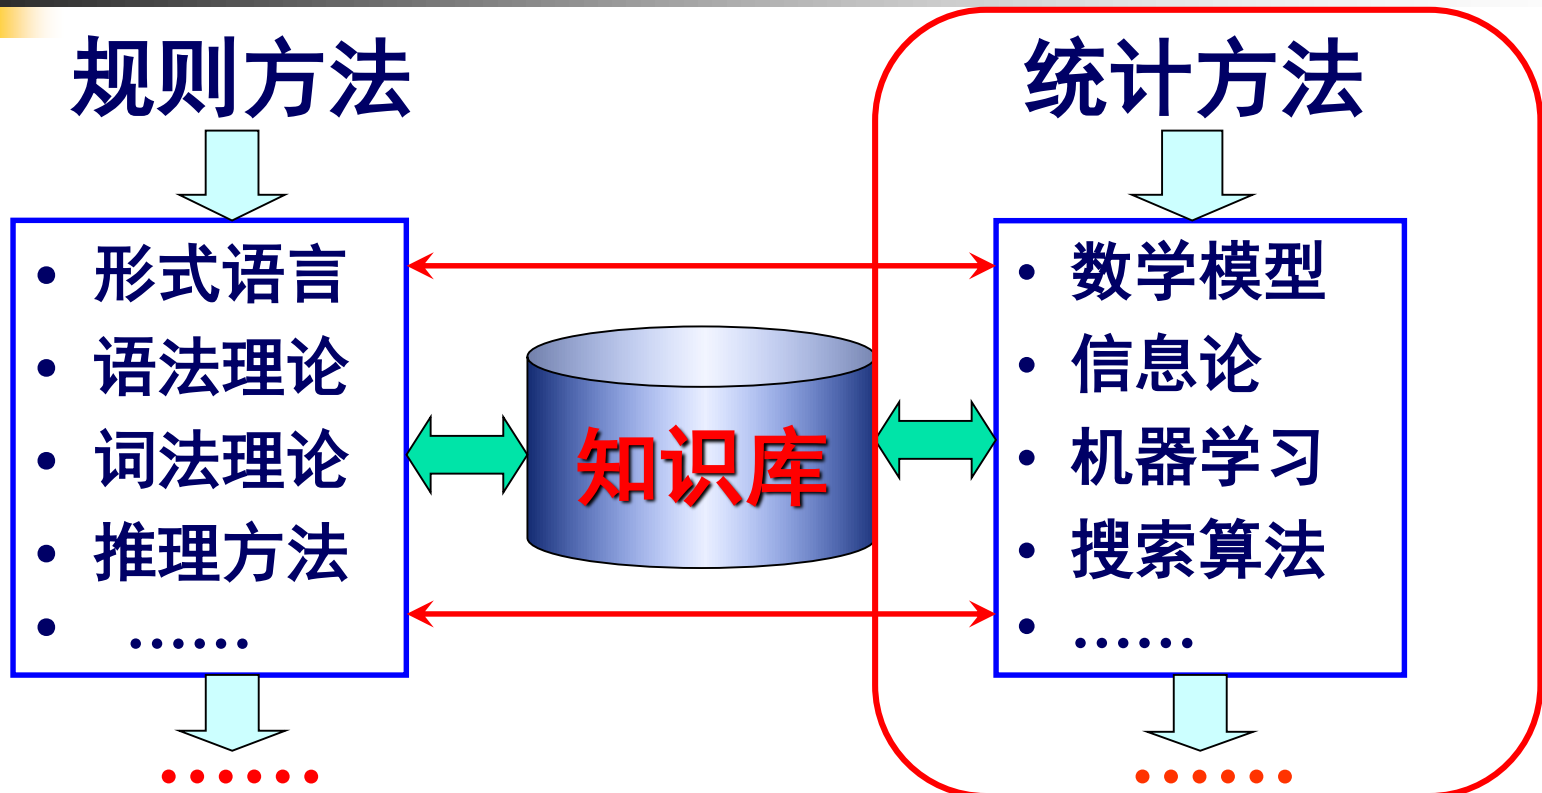 规则方法
• 形式语言
• 语法理论
• 词法理论
• 推理方法
• ……
……
知识库
统计方法
• 数学模型
• 信息论
• 机器学习
• 搜索算法
• ……
……